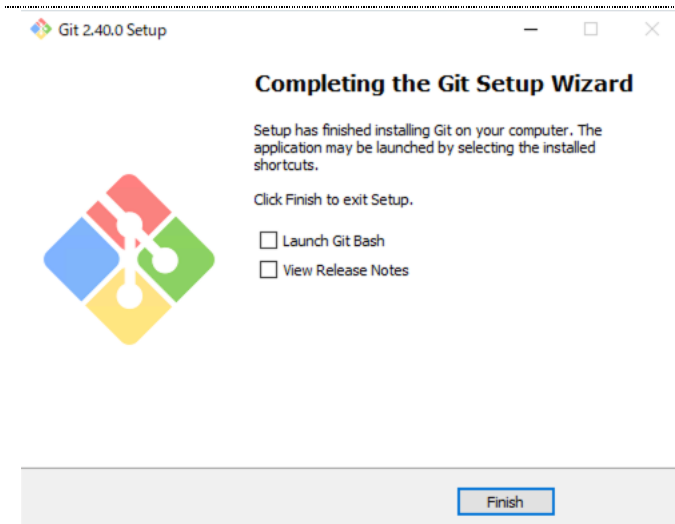 Git 2.40.0 Setup
Completing the Git Setup Wizard
Setup has finished installing Git on your computer. The
application may be launched by selecting the installed
shortcuts.
Click Finish to exit Setup.
Launch Git Bash
View Release Notes
Finish